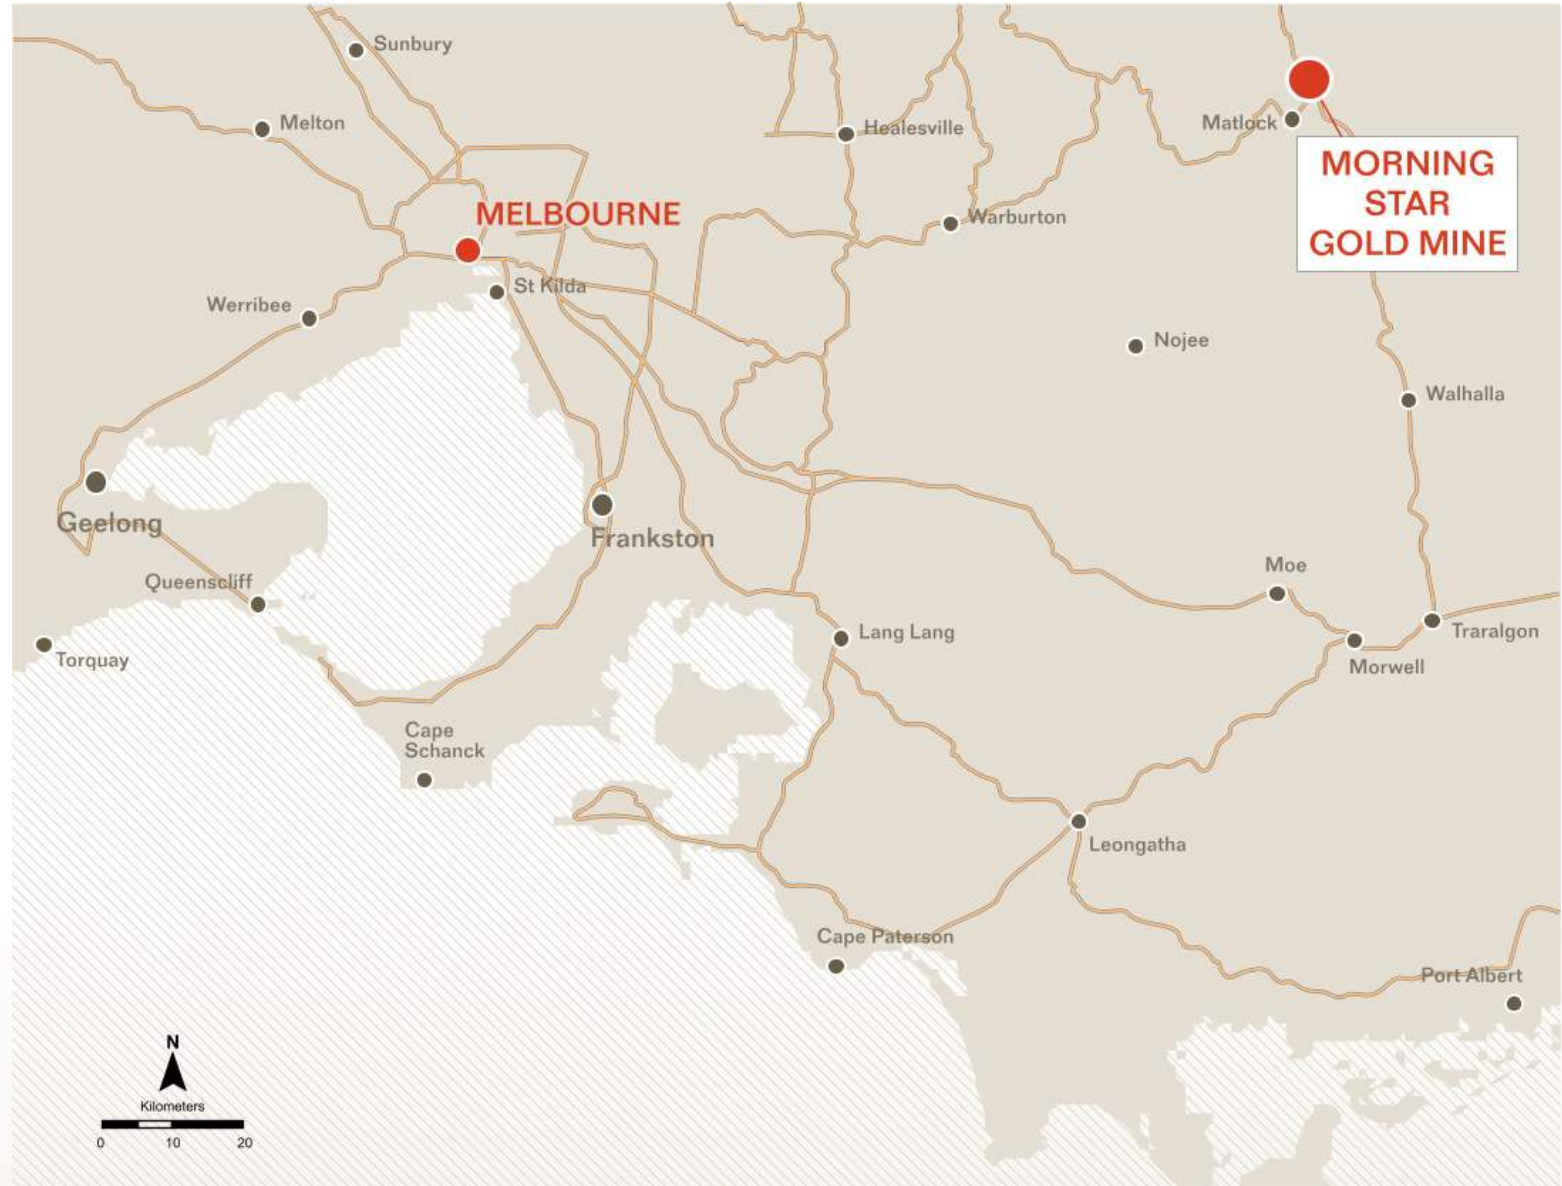 Sunbury
Melton
Healesville
Matlock
MORNING
STAR
GOLD MINE
MELBOURNE
Warburton
St Kilda
Werribee
Nojee
Walhalla
Geelong
Frankston
Queenscliff
Moe
Lang Lang
Traralgon
Torquay
Morwell
Cape
Schanck
Leongatha
Cape Paterson
Port Albert
N
Kilometers
0 10 20